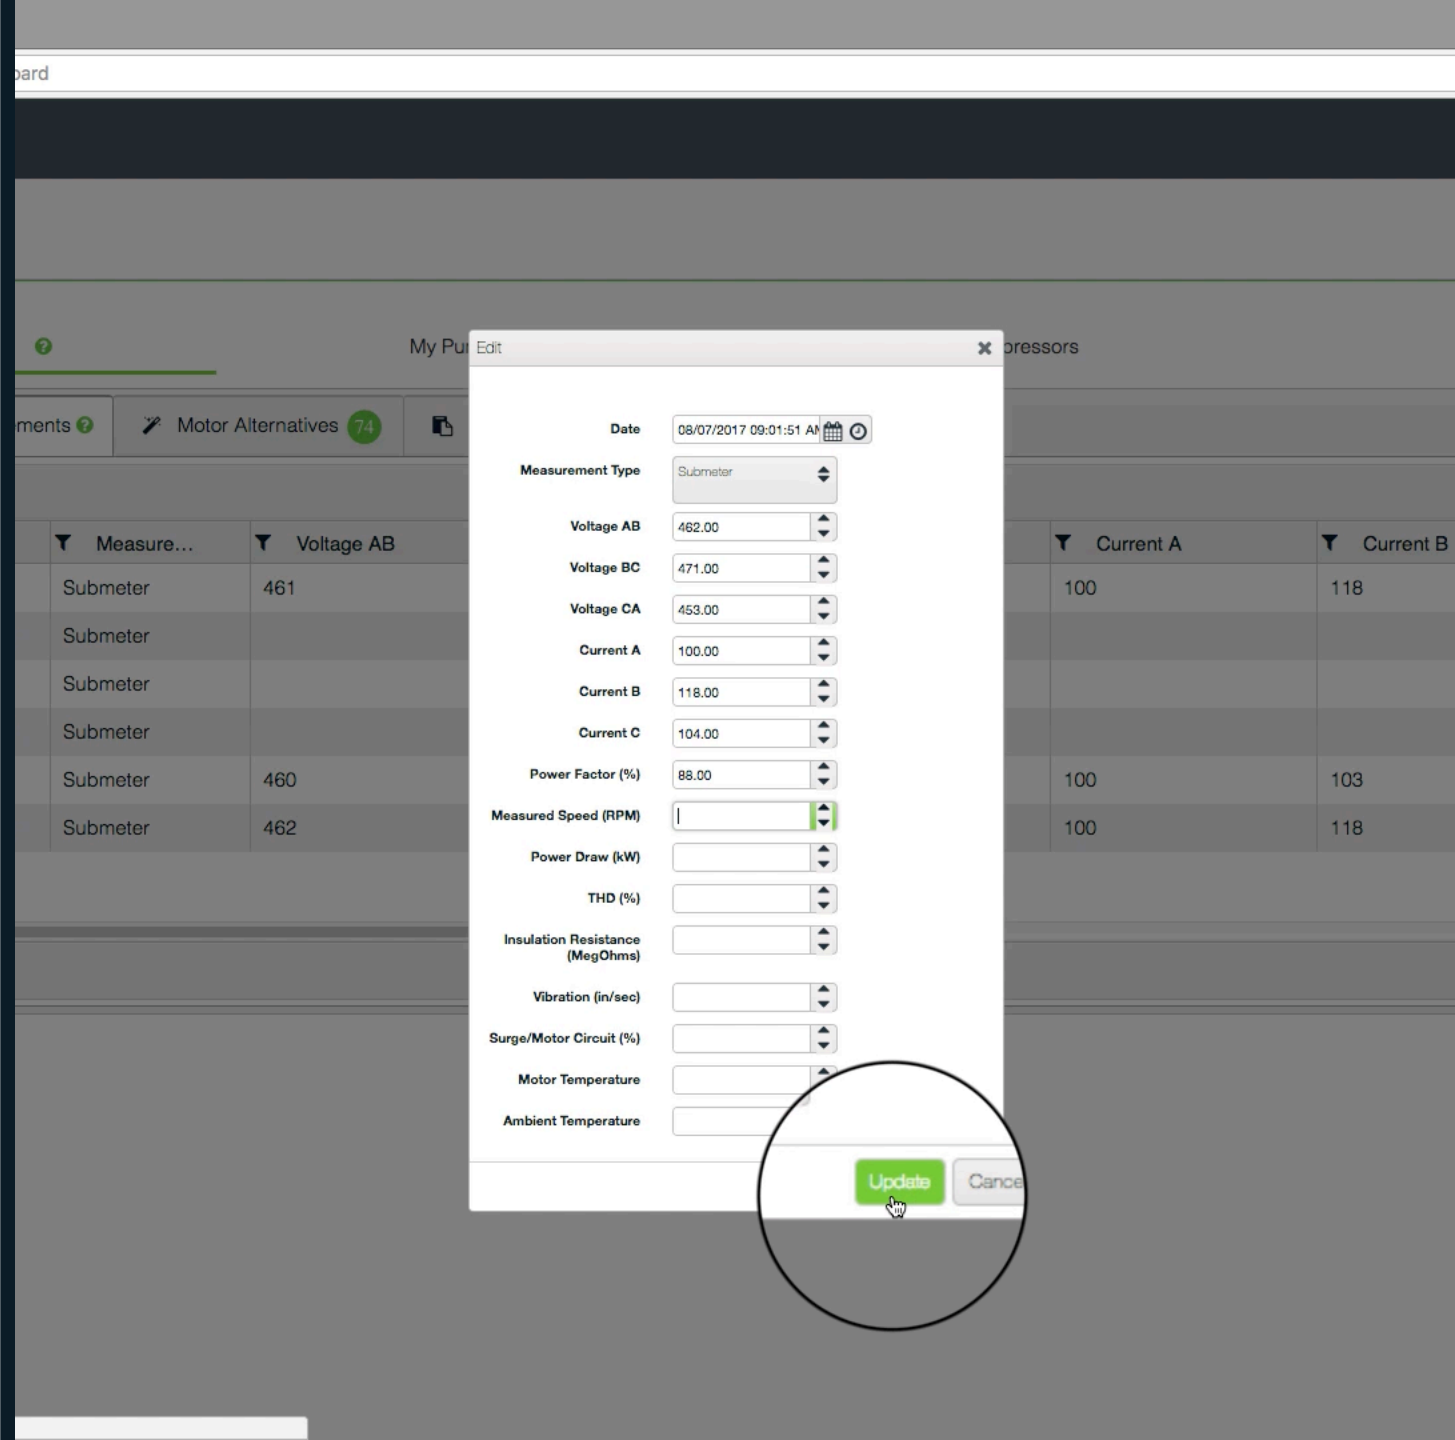 My Pu
Edit
pressors
ments
Motor Alternatives 74
Measure...
Voltage AB
Current A
Current B
Submeter 461 100 118
Submeter
Submeter
Submeter
Submeter 460 100 103
Submeter 462 100 118
Date 08/07/2017 09:01:51 AM
Measurement Type Submeter
Voltage AB 462.00
Voltage BC 471.00
Voltage CA 453.00
Current A 100.00
Current B 118.00
Current C 104.00
Power Factor (%) 88.00
Measured Speed (RPM)
Power Draw (kW)
THD (%)
Insulation Resistance
(MegOhms)
Vibration (in/sec)
Surge/Motor Circuit (%)
Motor Temperature
Ambient Temperature
Update
Cance